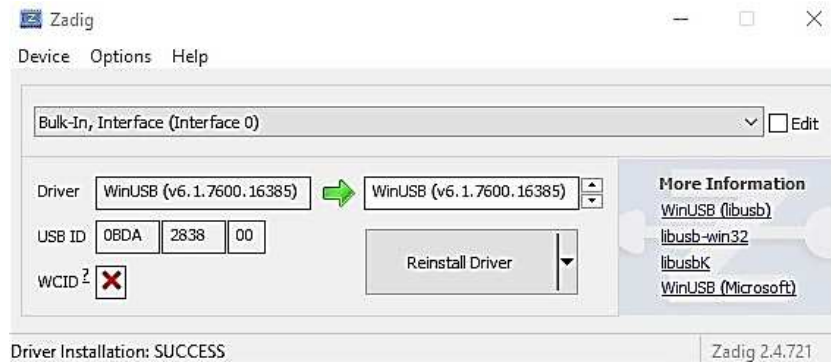 Zadig
Device Options Help
Bulk-In, Interface (Interface 0)
Edit
Driver WinUSB (v6.1.7600.16385) WinUSB (v6.1.7600.16385)
USB ID 0BDA 2838 00
WCID ?
Reinstall Driver
More Information
WinUSB (libusb)
libusb-win32
libusbK
WinUSB (Microsoft)
Driver Installation: SUCCESS
Zadig 2.4.721